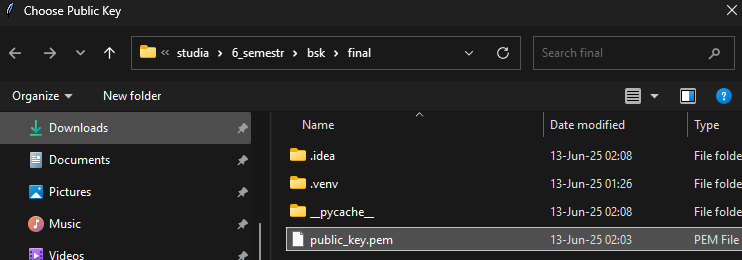 Choose Public Key
« studia › 6_semestr › bsk › final
Search final
Organize
New folder
Downloads
Documents
Pictures
Music
Videos
Name Date modified Type
.idea 13-Jun-25 02:08 File folde
.venv 13-Jun-25 01:26 File folde
__pycache__ 13-Jun-25 02:08 File folde
public_key.pem 13-Jun-25 02:03 PEM File